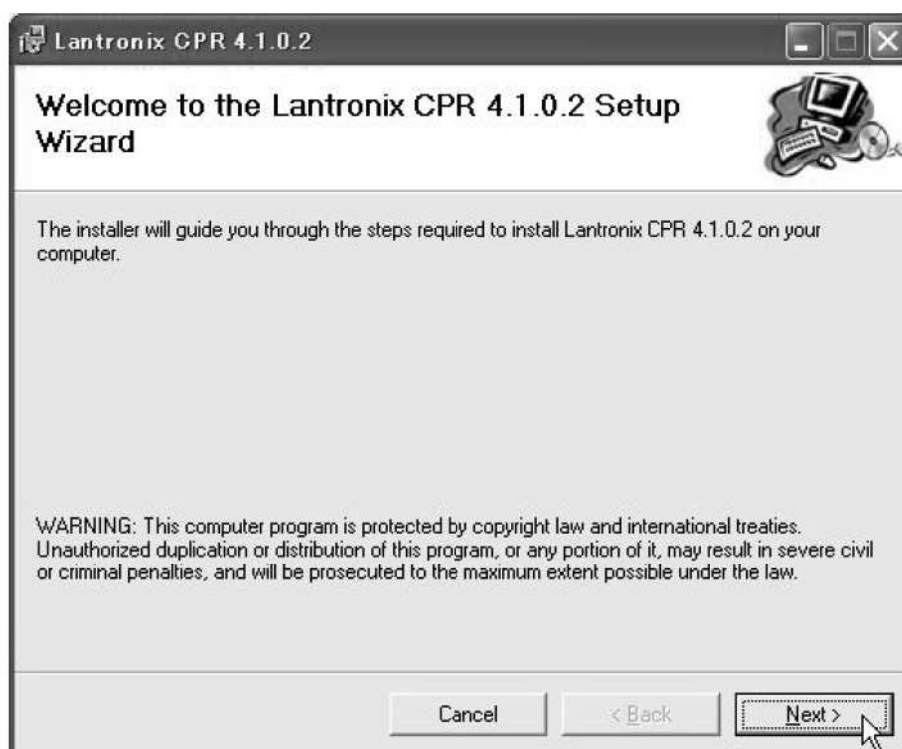 Lantronix CPR 4.1.0.2
Welcome to the Lantronix CPR 4.1.0.2 Setup
Wizard
The installer will guide you through the steps required to install Lantronix CPR 4.1.0.2 on your
computer.
WARNING: This computer program is protected by copyright law and international treaties.
Unauthorized duplication or distribution of this program, or any portion of it, may result in severe civil
or criminal penalties, and will be prosecuted to the maximum extent possible under the law.
Cancel < Back Next >